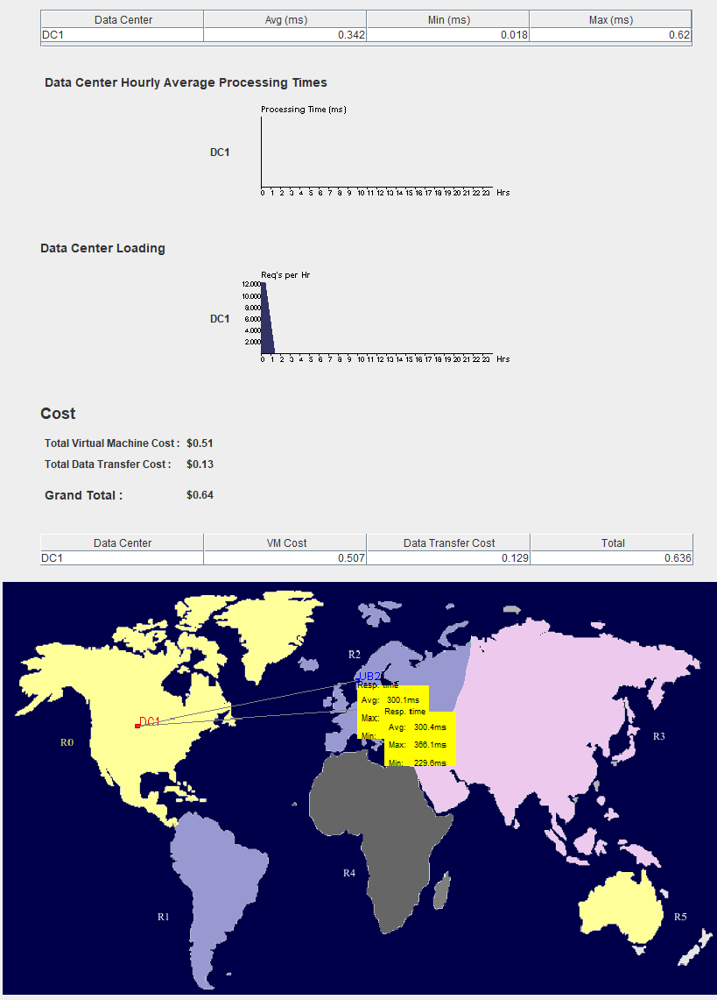 Data Center Avg (ms) Min (ms) Max (ms)
DC1 0.342 0.018 0.62
Data Center Hourly Average Processing Times
Processing Time (ms)
DC1
0 1 2 3 4 5 6 7 8 9 10 11 12 13 14 15 16 17 18 19 20 21 22 23 Hrs
Data Center Loading
Req's per Hr
12.000
10.000
8.000
DC1
6.000
4.000
2.000
0 1 2 3 4 5 6 7 8 9 10 11 12 13 14 15 16 17 18 19 20 21 22 23 Hrs
Cost
Total Virtual Machine Cost : $0.51
Total Data Transfer Cost : $0.13
Grand Total : $0.64
Data Center VM Cost Data Transfer Cost Total
DC1 0.507 0.129 0.636
R2
UB2
Resp. time
Avg: 300.1ms
Max:
Min:
Resp. time
Avg: 300.4ms
Max: 366.1ms
Min: 229.6ms
DC1
R0
R3
R4
R1
R5